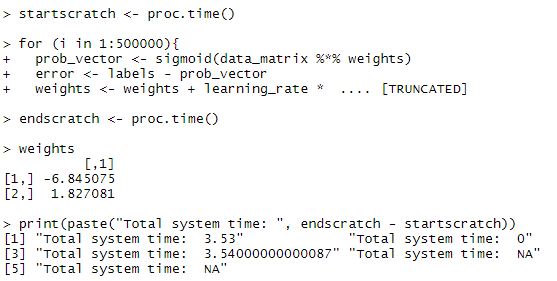 > startscratch <- proc.time()
> for (i in 1:500000){
+   prob_vector <- sigmoid(data_matrix %*% weights)
+   error <- labels - prob_vector
+   weights <- weights + learning_rate *  .... [TRUNCATED]
> endscratch <- proc.time()
> weights
          [,1]
[1,] -6.845075
[2,]  1.827081
> print(paste("Total system time: ", endscratch - startscratch))
[1] "Total system time:  3.53"             "Total system time:  0"
[3] "Total system time:  3.54000000000087" "Total system time:  NA"
[5] "Total system time:  NA"